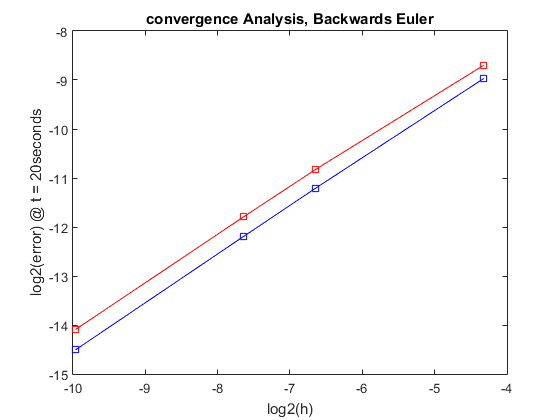 convergence Analysis, Backwards Euler
-8
-9
-10
-11
-12
-13
-14
-15
log2(error) @ t = 20seconds
-10 -9 -8 -7 -6 -5 -4
log2(h)